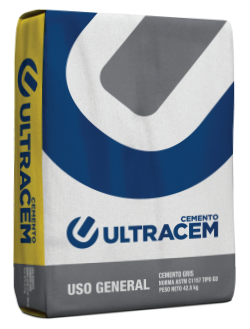 CEMENTO
ULTRACEM
USO GENERAL
CEMENTO GRIS
NORMA ASTM C1157 TIPO GU
PESO NETO 42,5 kg
CEMENTO
ULTRACEM